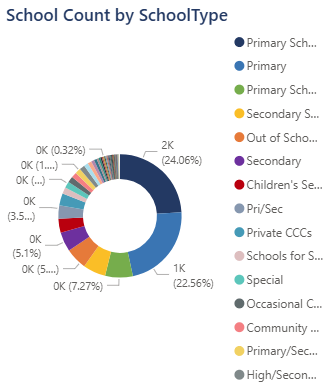 School Count by SchoolType
2K
(24.06%)
1K
(22.56%)
0K (7.27%)
0K (5....)
0K
(5.1%)
0K
(3.5...)
0K (...)
0K (1....)
0K (0.32%)
Primary Sch...
Primary
Primary Sch...
Secondary S...
Out of Scho...
Secondary
Children's Se...
Pri/Sec
Private CCCs
Schools for S...
Special
Occasional C...
Community ...
Primary/Sec...
High/Secon...